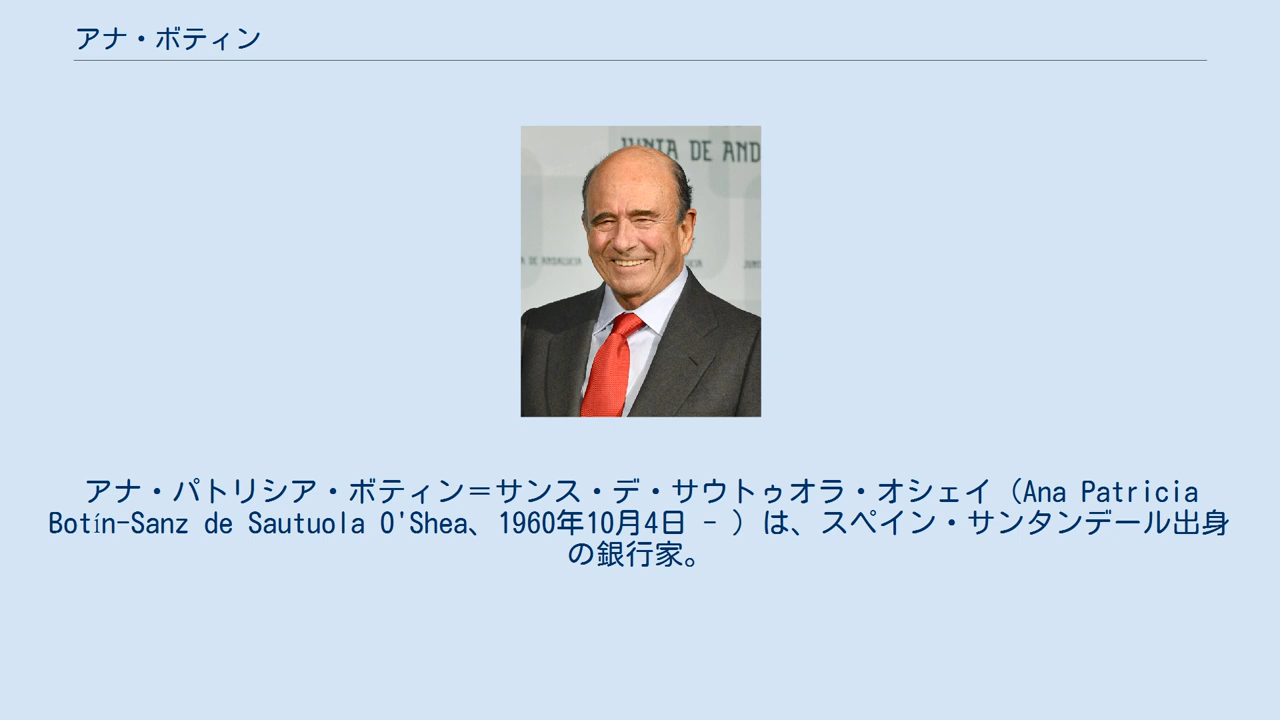 アナ・ボティン
JUNTA DE AND
A DE ANDALUCIA
アナ・パトリシア・ボティン＝サンス・デ・サウトゥオラ・オシェイ（Ana Patricia
Botín-Sanz de Sautuola O'Shea、1960年10月4日 - ）は、スペイン・サンタンデール出身
の銀行家。